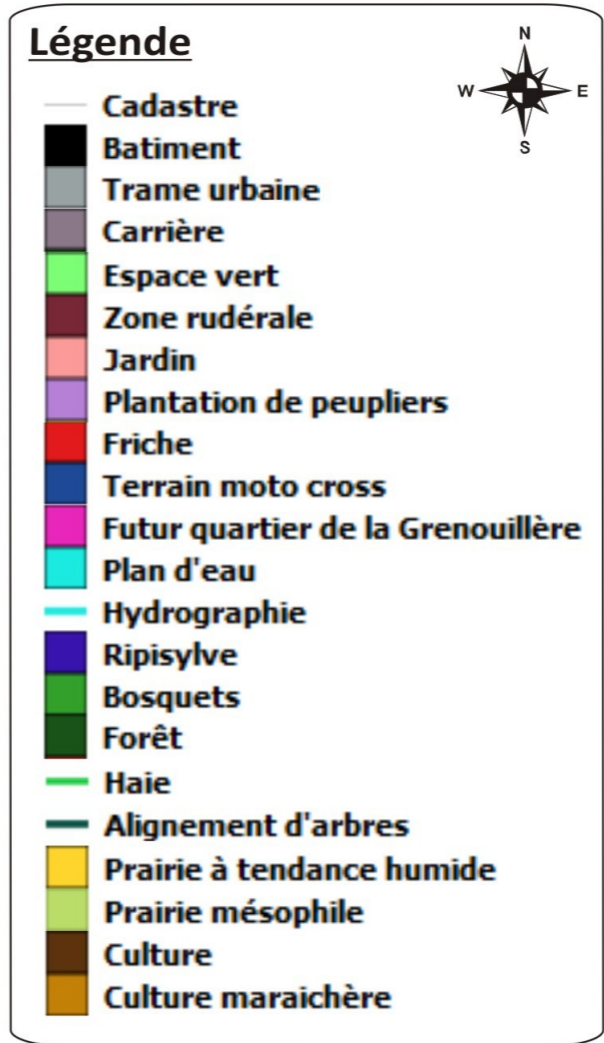 Légende
N
W E
S
Cadastre
Batiment
Trame urbaine
Carrière
Espace vert
Zone rudérale
Jardin
Plantation de peupliers
Friche
Terrain moto cross
Futur quartier de la Grenouillère
Plan d'eau
Hydrographie
Ripisylve
Bosquets
Forêt
Haie
Alignement d'arbres
Prairie à tendance humide
Prairie mésophile
Culture
Culture maraichère